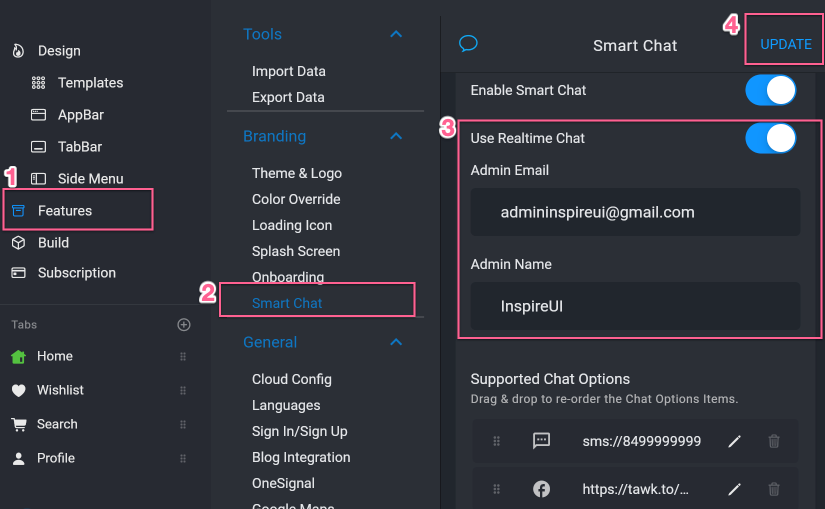 Design
Templates
AppBar
TabBar
Side Menu
1
Features
Build
Subscription
Tabs
Home
Wishlist
Search
Profile
Tools
Import Data
Export Data
Branding
Theme & Logo
Color Override
Loading Icon
Splash Screen
Onboarding
2
Smart Chat
General
Cloud Config
Languages
Sign In/Sign Up
Blog Integration
OneSignal
Google Maps
Smart Chat
4
UPDATE
Enable Smart Chat
3
Use Realtime Chat
Admin Email
admininspireui@gmail.com
Admin Name
InspireUI
Supported Chat Options
Drag & drop to re-order the Chat Options Items.
sms://8499999999
https://tawk.to/...